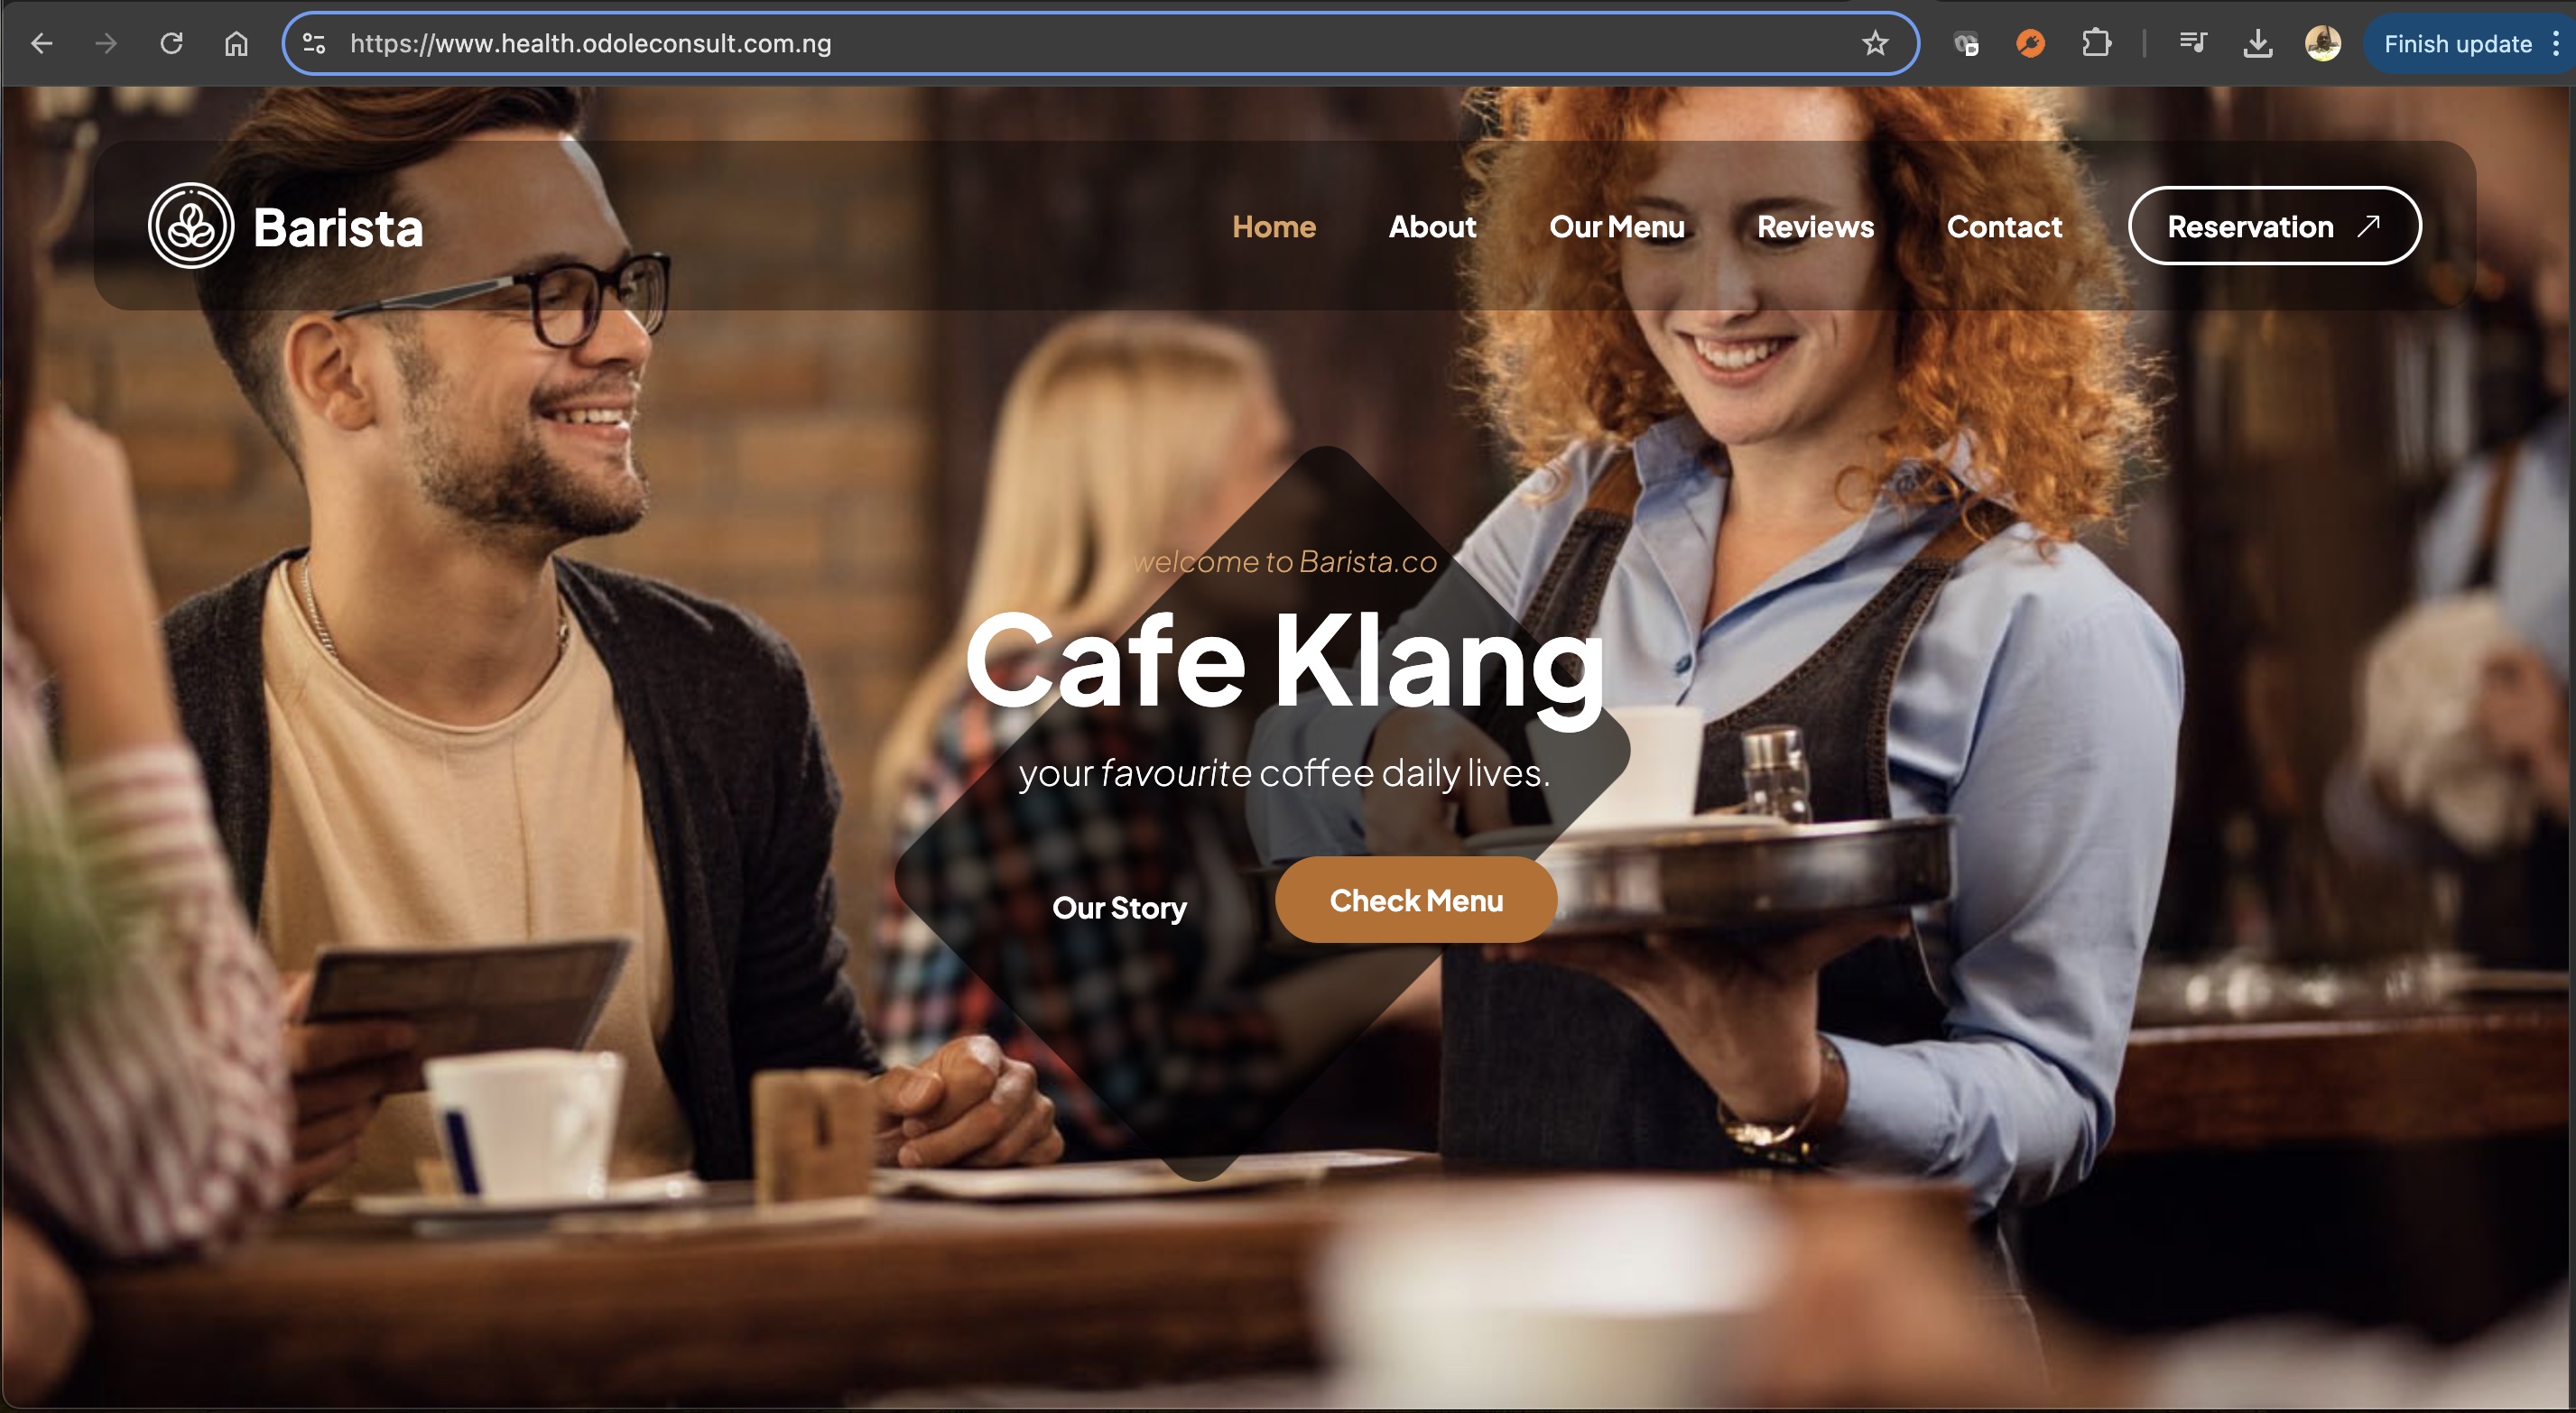 https://www.health.odoleconsult.com.ng
Finish update
Barista
Home
About
Our Menu
Reviews
Contact
Reservation
welcome to Barista.co
Cafe Klang
your favourite coffee daily lives.
Our Story
Check Menu